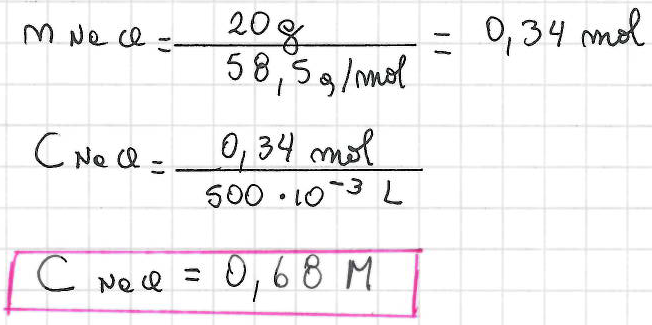 n NaCl = 20 g / 58,5 g/mol = 0,34 mol
C NaCl = 0,34 mol / 500 · 10⁻³ L
C NaCl = 0,68 M